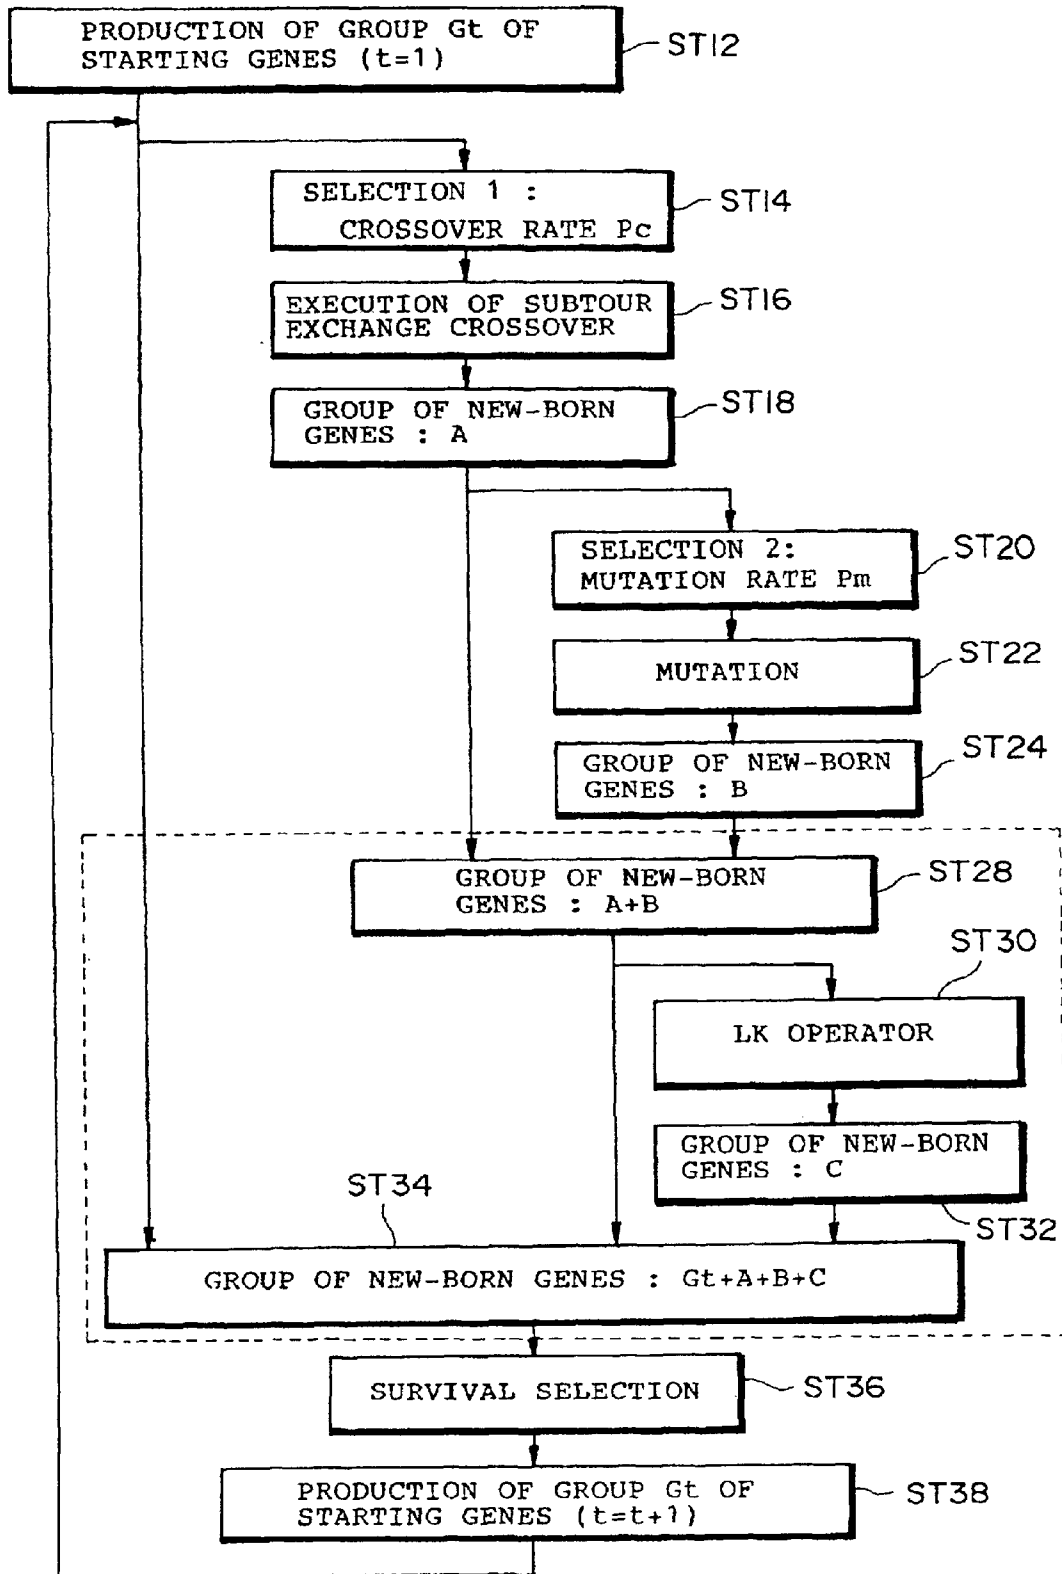 PRODUCTION OF GROUP Gt OF
STARTING GENES (t=1)
ST12
SELECTION 1 :
CROSSOVER RATE Pc
ST14
EXECUTION OF SUBTOUR
EXCHANGE CROSSOVER
ST16
GROUP OF NEW-BORN
GENES : A
ST18
SELECTION 2:
MUTATION RATE Pm
ST20
MUTATION
ST22
GROUP OF NEW-BORN
GENES : B
ST24
GROUP OF NEW-BORN
GENES : A+B
ST28
ST30
LK OPERATOR
GROUP OF NEW-BORN
GENES : C
ST32
ST34
GROUP OF NEW-BORN GENES : Gt+A+B+C
SURVIVAL SELECTION
ST36
PRODUCTION OF GROUP Gt OF
STARTING GENES (t=t+1)
ST38